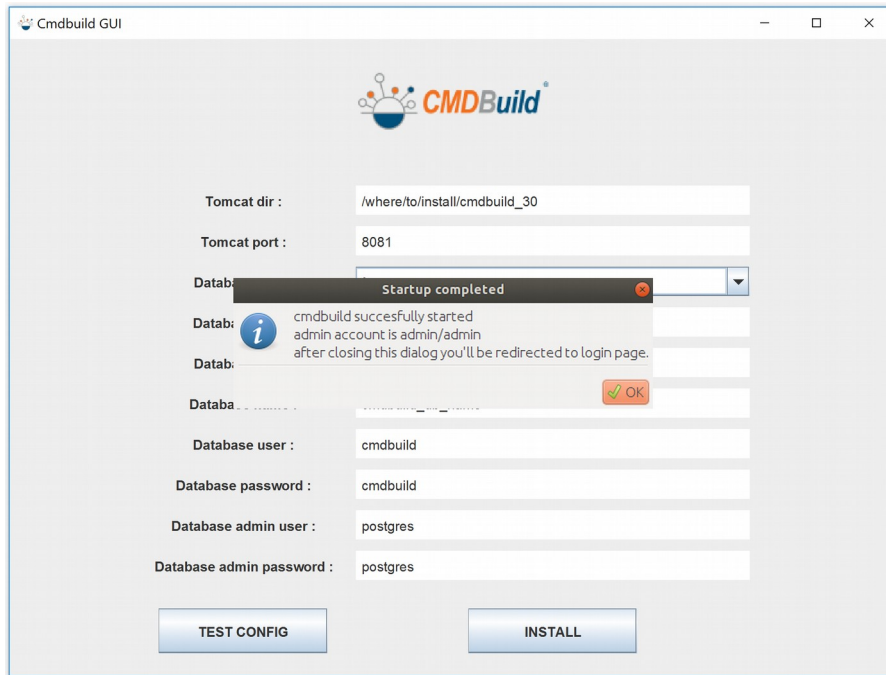 Cmdbuild GUI
CMDBuild
Tomcat dir : /where/to/install/cmdbuild_30
Tomcat port : 8081
Startup completed
cmdbuild succesfully started
admin account is admin/admin
after closing this dialog you'll be redirected to login page.
OK
Database user : cmdbuild
Database password : cmdbuild
Database admin user : postgres
Database admin password : postgres
TEST CONFIG INSTALL